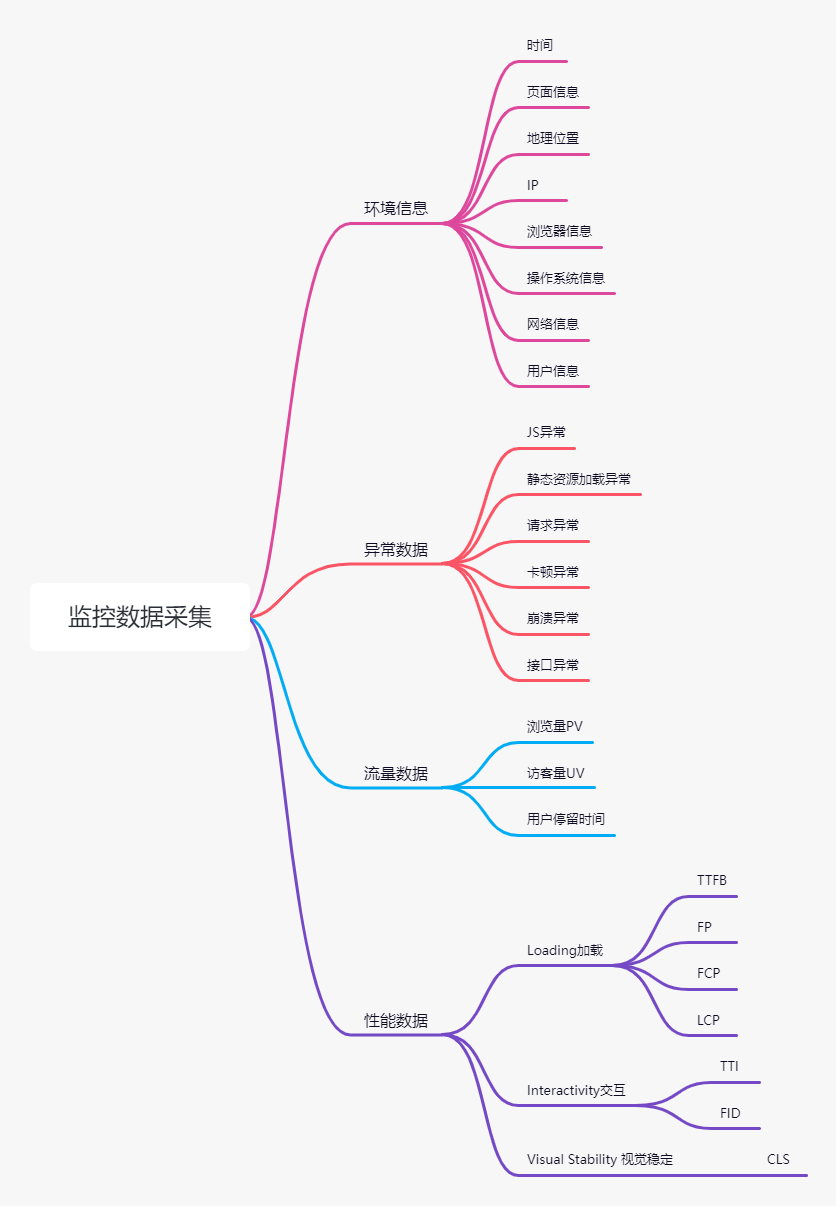 监控数据采集
环境信息
时间
页面信息
地理位置
IP
浏览器信息
操作系统信息
网络信息
用户信息
异常数据
JS异常
静态资源加载异常
请求异常
卡顿异常
崩溃异常
接口异常
流量数据
浏览量PV
访客量UV
用户停留时间
性能数据
Loading加载
TTFB
FP
FCP
LCP
Interactivity交互
TTI
FID
Visual Stability 视觉稳定
CLS